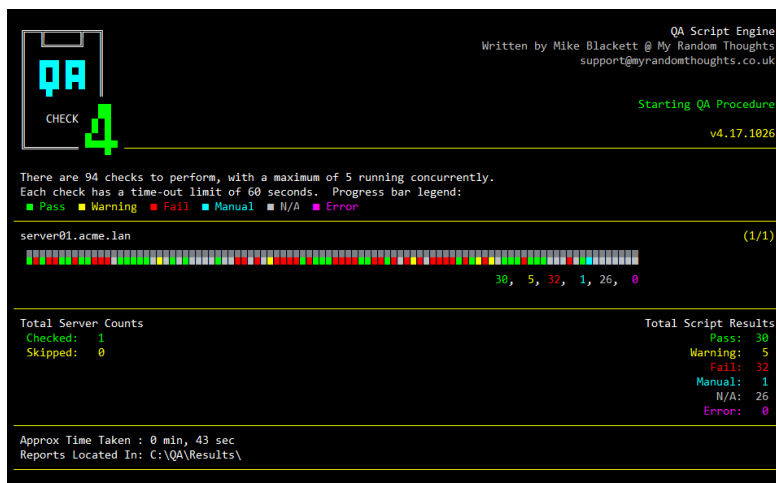 QA Script Engine
Written by Mike Blackett @ My Random Thoughts
support@myrandomthoughts.co.uk
QA
CHECK
4
Starting QA Procedure
v4.17.1026
There are 94 checks to perform, with a maximum of 5 running concurrently.
Each check has a time-out limit of 60 seconds.  Progress bar legend:
Pass Warning Fail Manual N/A Error
server01.acme.lan (1/1)
30, 5, 32, 1, 26, 0
Total Server Counts
Checked: 1
Skipped: 0
Total Script Results
Pass: 30
Warning: 5
Fail: 32
Manual: 1
N/A: 26
Error: 0
Approx Time Taken : 0 min, 43 sec
Reports Located In: C:\QA\Results\